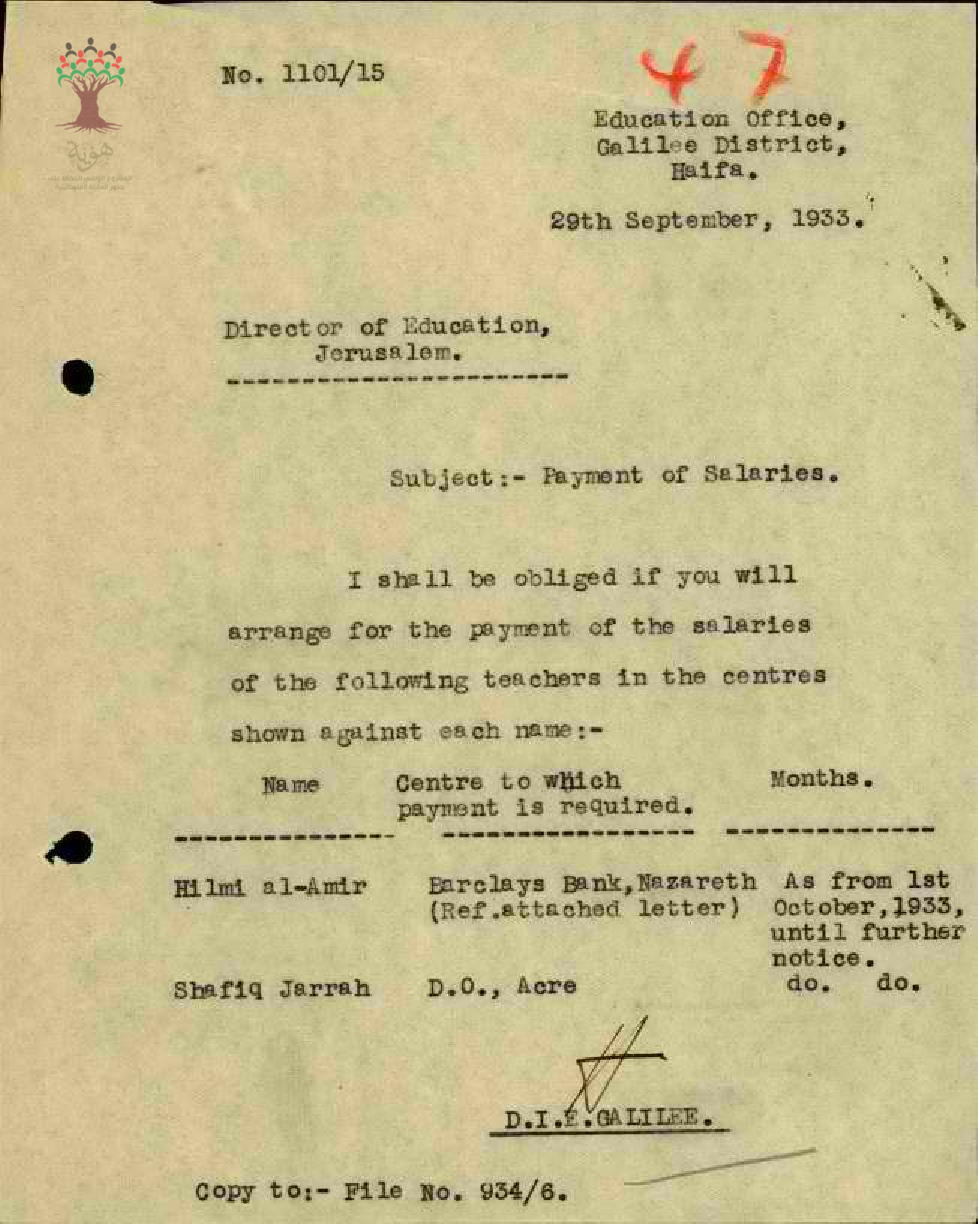 هوية
No. 1101/15
47
Education Office,
Galilee District,
Haifa.
29th September, 1933.
Director of Education,
Jerusalem.
Subject:- Payment of Salaries.
I shall be obliged if you will
arrange for the payment of the salaries
of the following teachers in the centres
shown against each name:-
Name Centre to which Months.
payment is required.
Hilmi al-Amir Barclays Bank,Nazareth As from 1st
(Ref.attached letter) October,1933,
until further
notice.
Shafiq Jarrah D.O., Acre do. do.
D.I.E.GALILEE.
Copy to:- File No. 934/6.